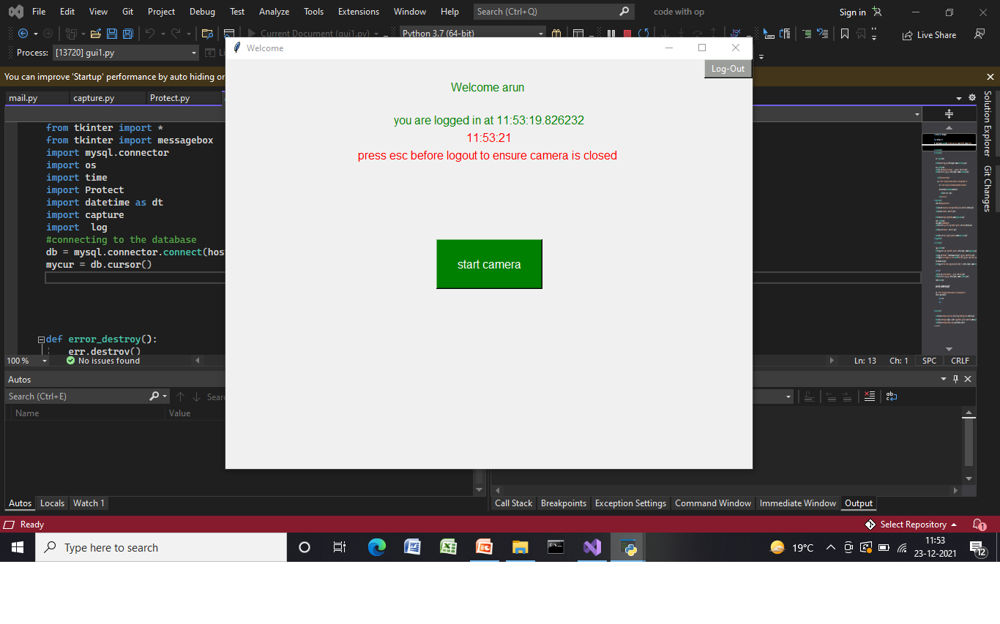 File Edit View Git Project Debug Test Analyze Tools Extensions Window Help Search (Ctrl+Q) code with op Sign in
Current Document (gui1.py) Python 3.7 (64-bit) Live Share
Process: [13720] gui1.py
Welcome
You can improve 'Startup' performance by auto hiding or
Log-Out
mail.py capture.py Protect.py
Welcome arun
you are logged in at 11:53:19.826232
11:53:21
press esc before logout to ensure camera is closed
start camera
from tkinter import *
from tkinter import messagebox
import mysql.connector
import os
import time
import Protect
import datetime as dt
import capture
import  log
#connecting to the database
db = mysql.connector.connect(hos
mycur = db.cursor()
def error_destroy():
err.destroy()
Solution Explorer
Git Changes
100 % No issues found Ln: 13 Ch: 1 SPC CRLF
Autos
Search (Ctrl+E) Sear
Name Value
Autos Locals Watch 1 Call Stack Breakpoints Exception Settings Command Window Immediate Window Output
Ready Select Repository 1
Type here to search 19°C 11:53
23-12-2021 12